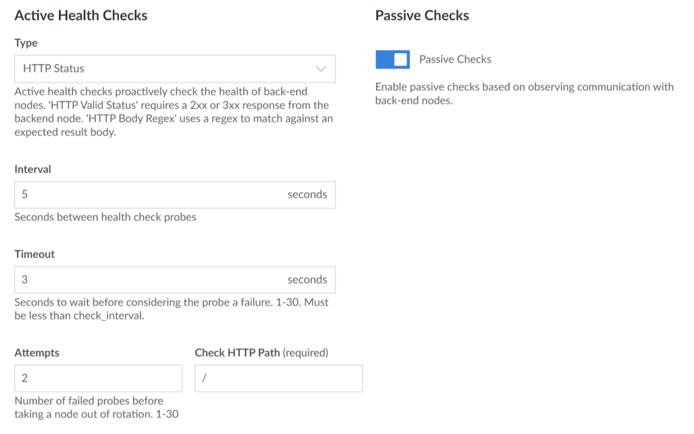 Active Health Checks
Type
HTTP Status
Active health checks proactively check the health of back-end
nodes. 'HTTP Valid Status' requires a 2xx or 3xx response from the
backend node. 'HTTP Body Regex' uses a regex to match against an
expected result body.
Interval
5 seconds
Seconds between health check probes
Timeout
3 seconds
Seconds to wait before considering the probe a failure. 1-30. Must
be less than check_interval.
Attempts
2
Number of failed probes before
taking a node out of rotation. 1-30
Check HTTP Path (required)
/
Passive Checks
Passive Checks
Enable passive checks based on observing communication with
back-end nodes.